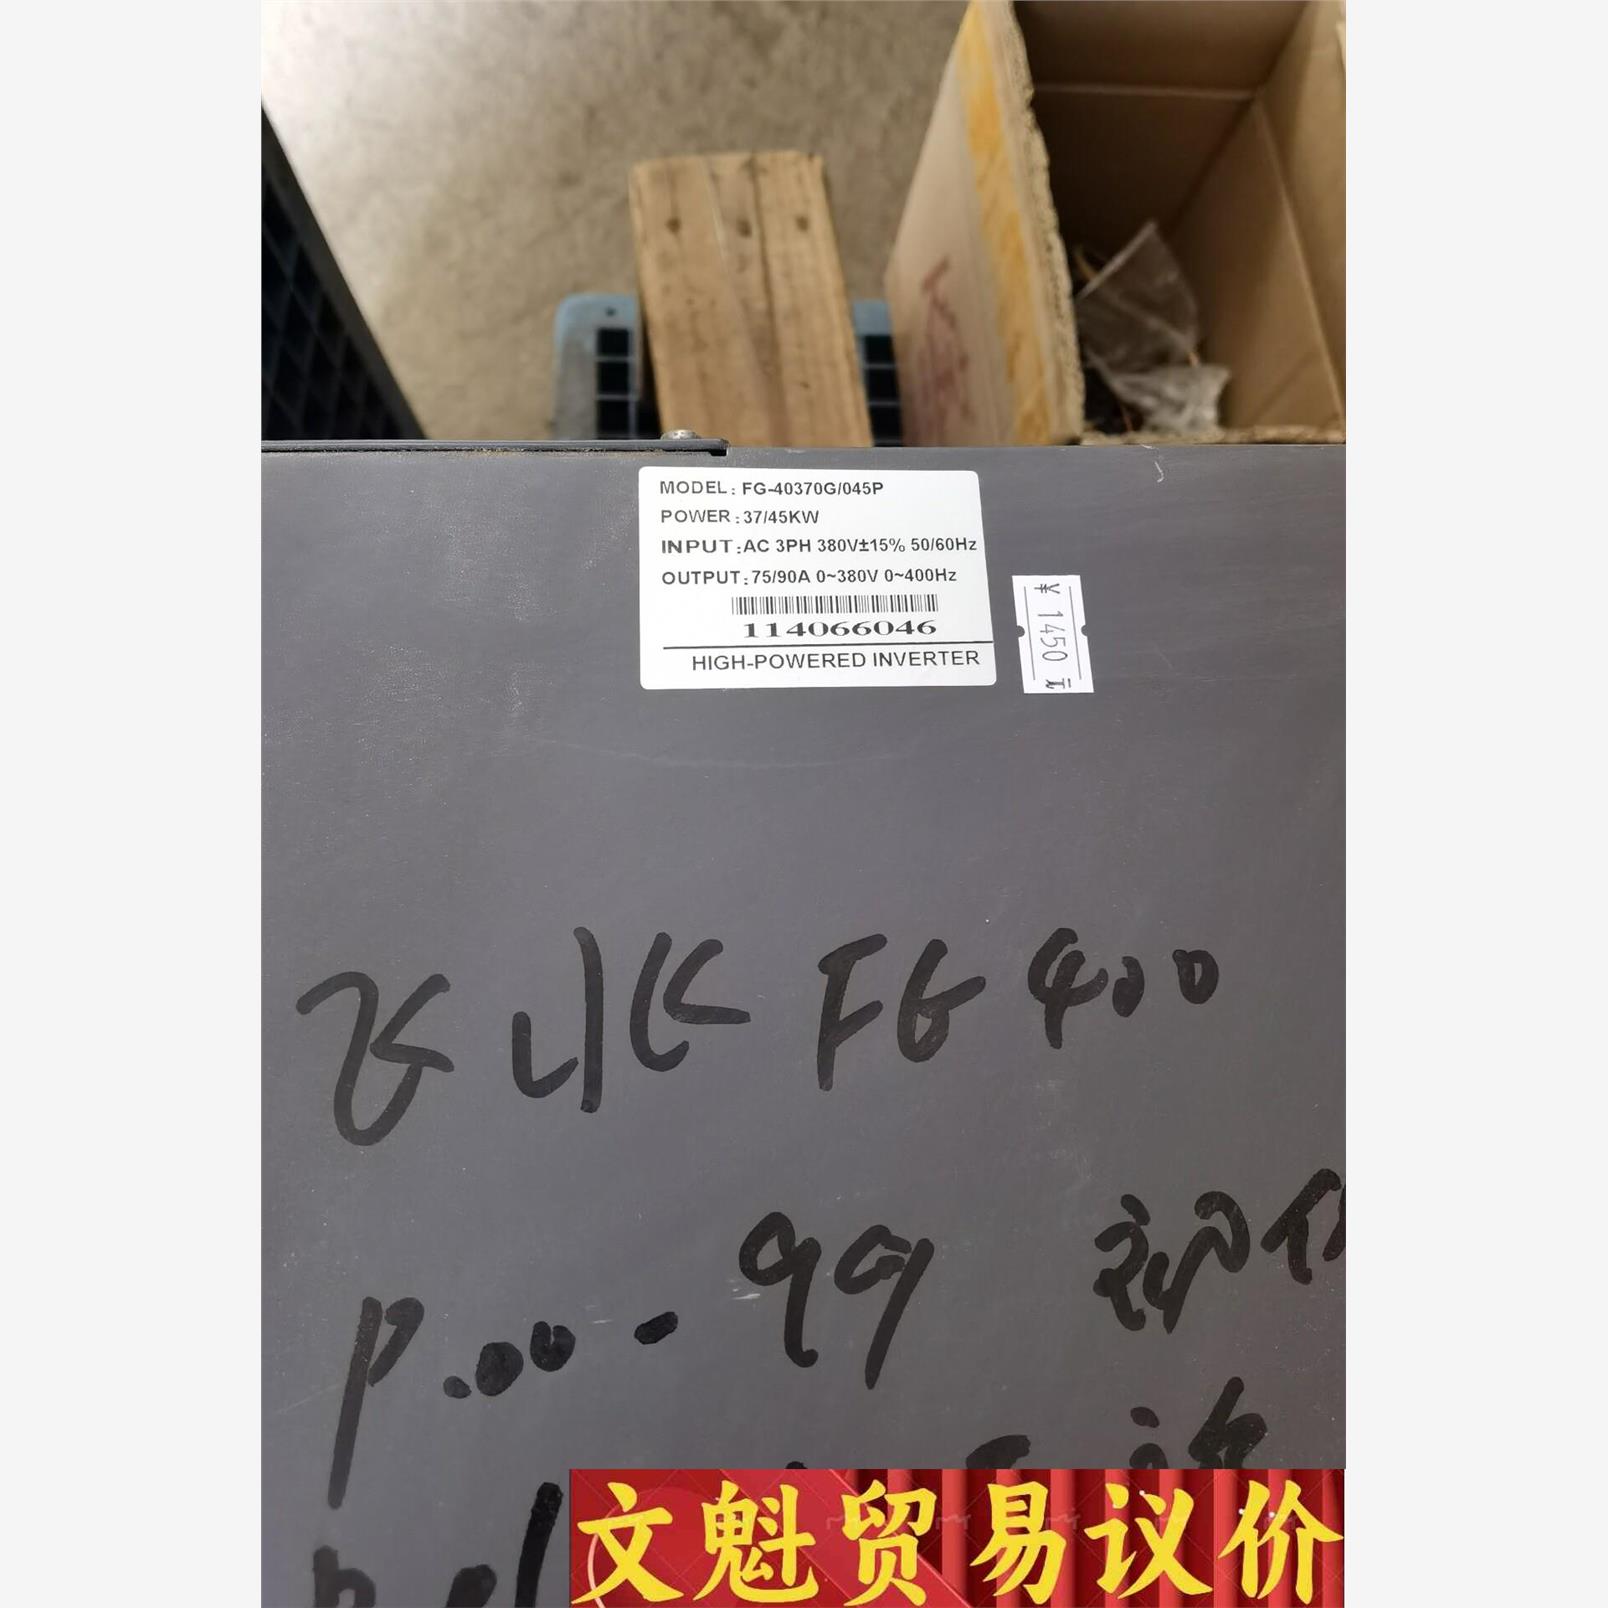 MODEL: FG-40370G/045P
POWER: 37/45KW
INPUT: AC 3PH 380V±15% 50/60Hz
OUTPUT: 75/90A 0~380V 0~400Hz
114066046
HIGH-POWERED INVERTER
¥ 1450 元
FG400
P.00-99
文魁贸易议价